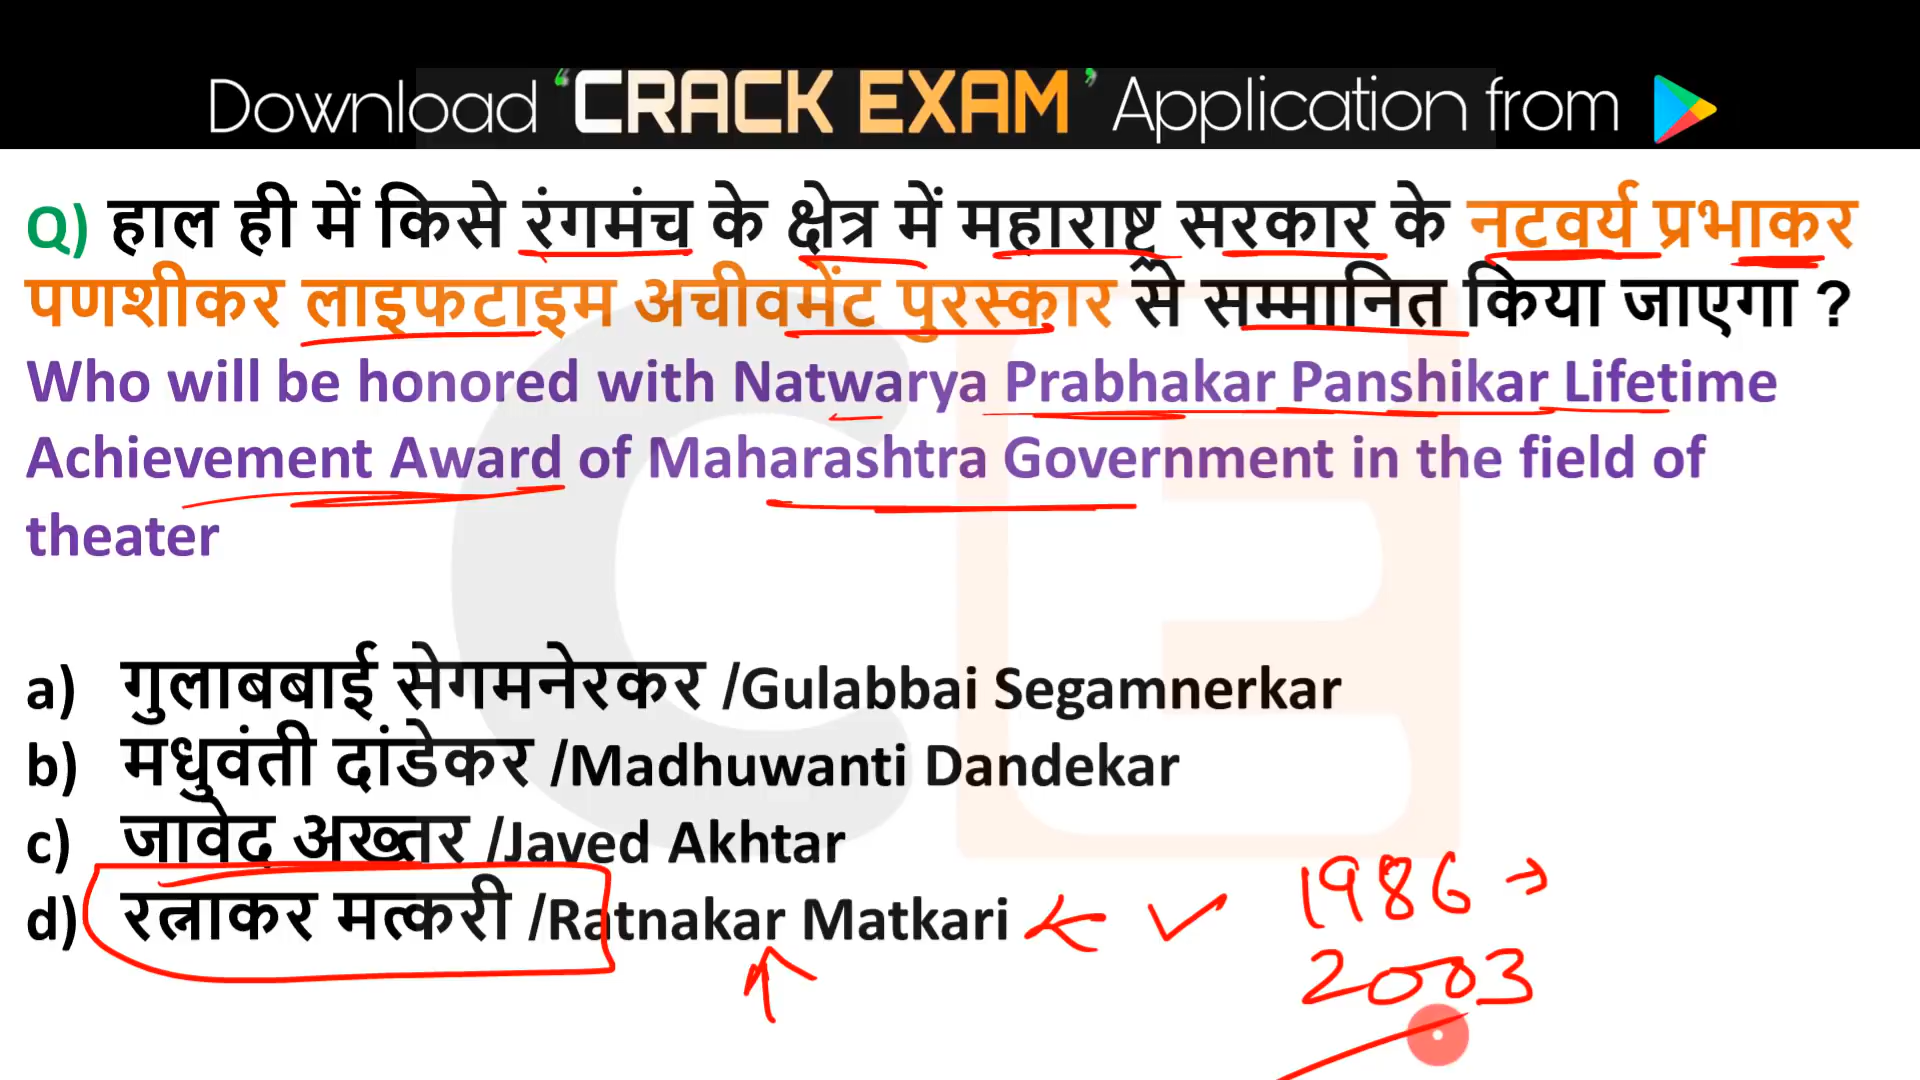 Download ‘CRACK EXAM’ Application from
Q) हाल ही में किसे रंगमंच के क्षेत्र में महाराष्ट्र सरकार के नटवर्य प्रभाकर
पणशीकर लाइफटाइम अचीवमेंट पुरस्कार से सम्मानित किया जाएगा ?
Who will be honored with Natwarya Prabhakar Panshikar Lifetime
Achievement Award of Maharashtra Government in the field of
theater
a) गुलाबबाई सेगमनेरकर /Gulabbai Segamnerkar
b) मधुवंती दांडेकर /Madhuwanti Dandekar
c) जावेद अख्तर /Javed Akhtar
d) रत्नाकर मत्करी /Ratnakar Matkari
1986 →
2003
CE